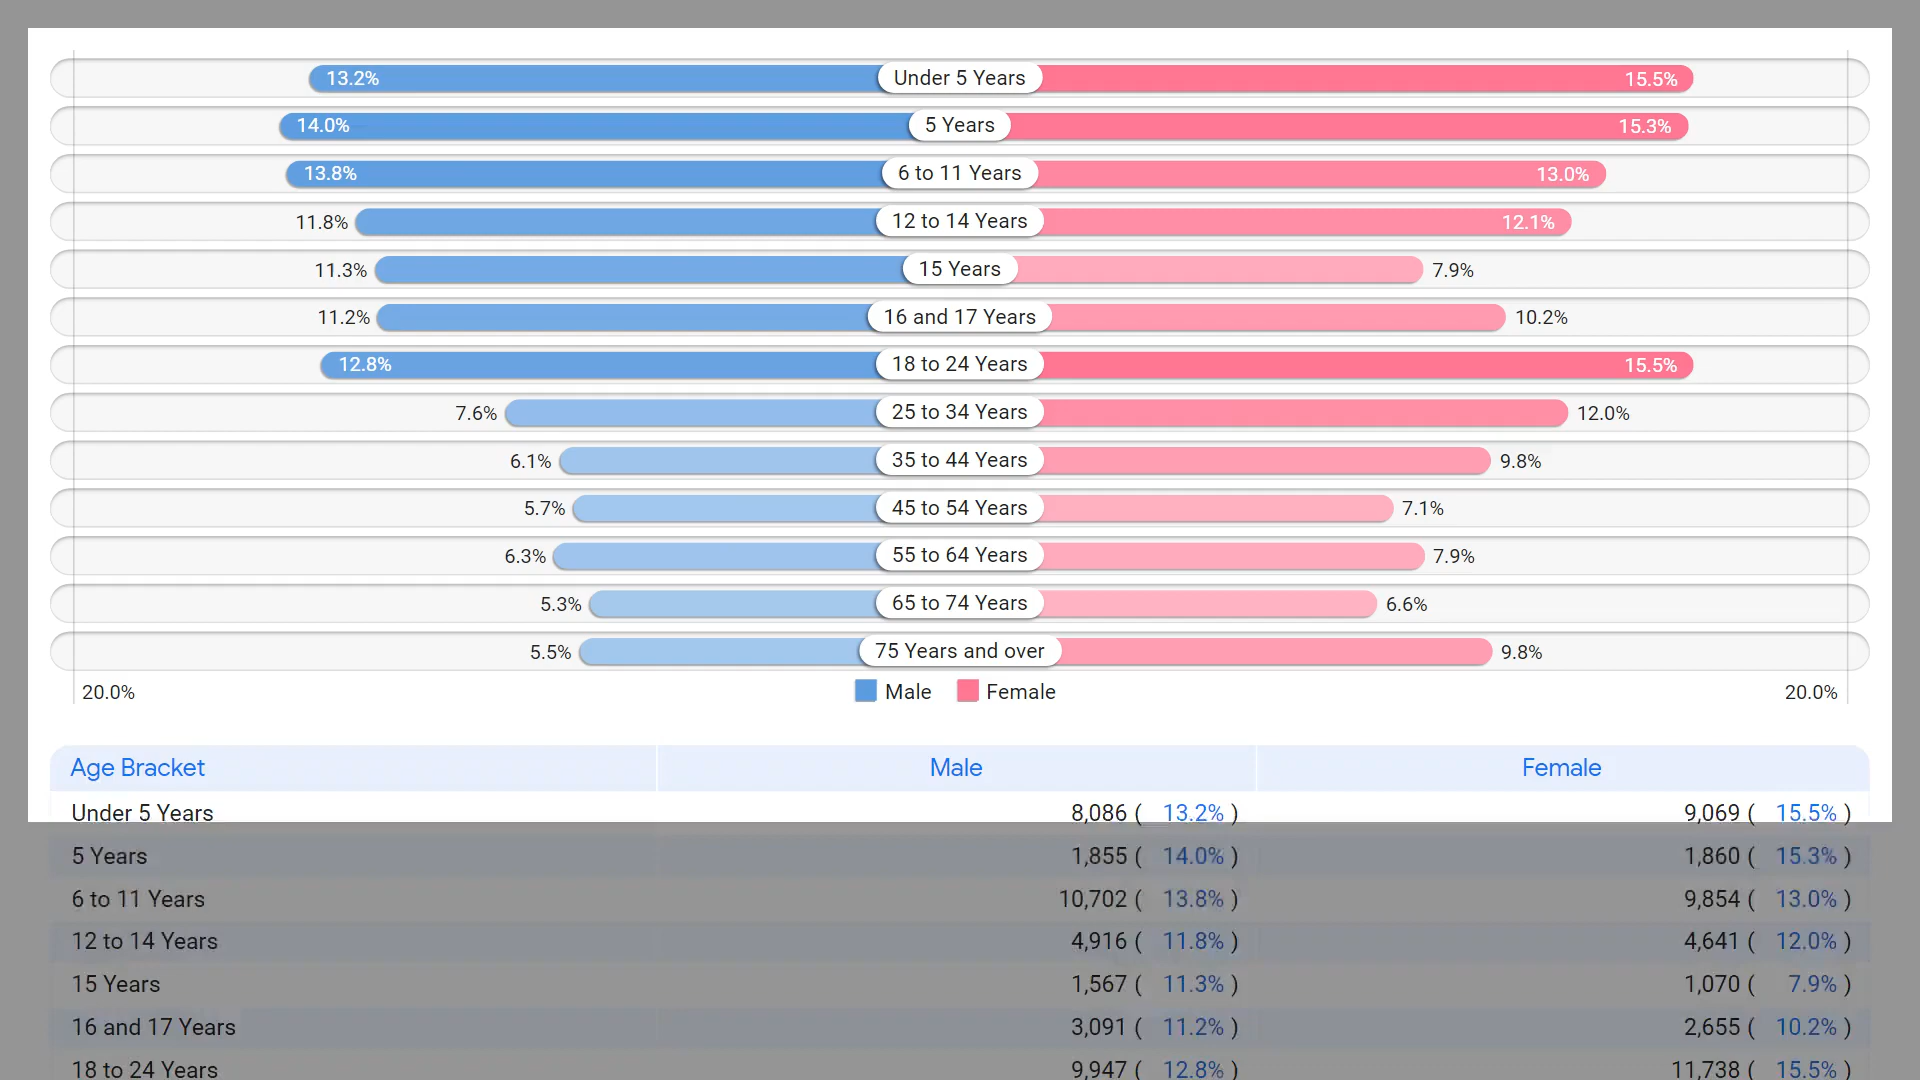 13.2% Under 5 Years 15.5%
14.0% 5 Years 15.3%
13.8% 6 to 11 Years 13.0%
11.8% 12 to 14 Years 12.1%
11.3% 15 Years 7.9%
11.2% 16 and 17 Years 10.2%
12.8% 18 to 24 Years 15.5%
7.6% 25 to 34 Years 12.0%
6.1% 35 to 44 Years 9.8%
5.7% 45 to 54 Years 7.1%
6.3% 55 to 64 Years 7.9%
5.3% 65 to 74 Years 6.6%
5.5% 75 Years and over 9.8%
20.0% Male Female 20.0%
Age Bracket Male Female
Under 5 Years 8,086 ( 13.2% ) 9,069 ( 15.5% )
5 Years 1,855 ( 14.0% ) 1,860 ( 15.3% )
6 to 11 Years 10,702 ( 13.8% ) 9,854 ( 13.0% )
12 to 14 Years 4,916 ( 11.8% ) 4,641 ( 12.0% )
15 Years 1,567 ( 11.3% ) 1,070 ( 7.9% )
16 and 17 Years 3,091 ( 11.2% ) 2,655 ( 10.2% )
18 to 24 Years 9,947 ( 12.8% ) 11,738 ( 15.5% )